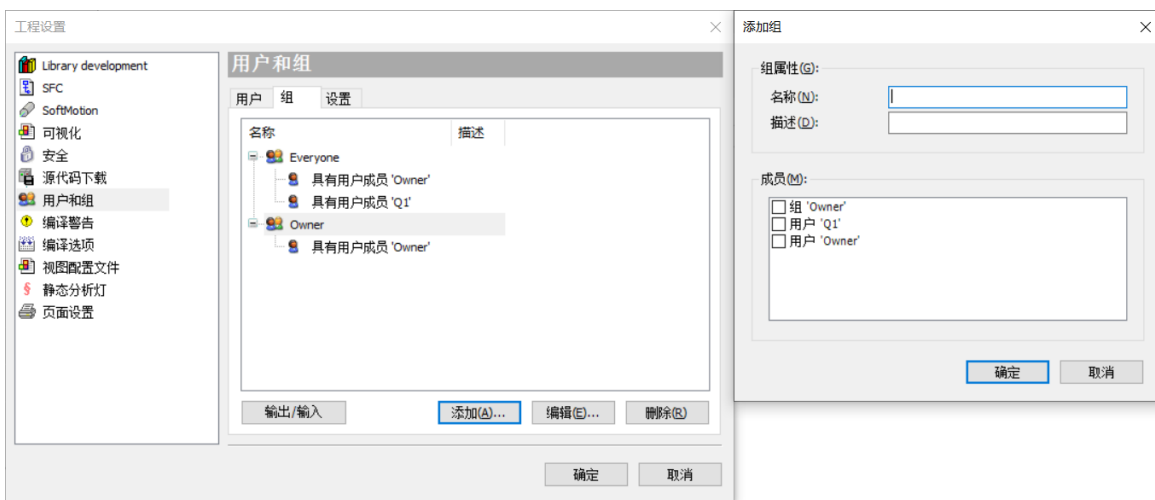 工程设置
Library development
SFC
SoftMotion
可视化
安全
源代码下载
用户和组
编译警告
编译选项
视图配置文件
静态分析灯
页面设置
用户和组
用户 组 设置
名称 描述
Everyone
具有用户成员 'Owner'
具有用户成员 'Q1'
Owner
具有用户成员 'Owner'
输出/输入 添加(A)... 编辑(E)... 删除(R)
确定 取消
添加组
组属性(G):
名称(N):
描述(D):
成员(M):
组 'Owner'
用户 'Q1'
用户 'Owner'
确定 取消